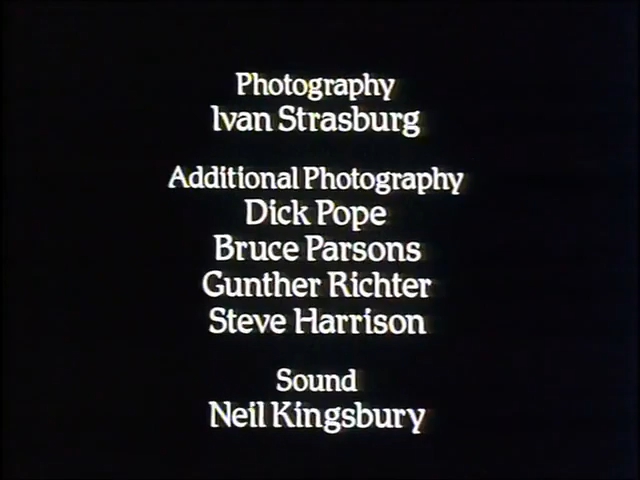 Photography
Ivan Strasburg
Additional Photography
Dick Pope
Bruce Parsons
Gunther Richter
Steve Harrison
Sound
Neil Kingsbury